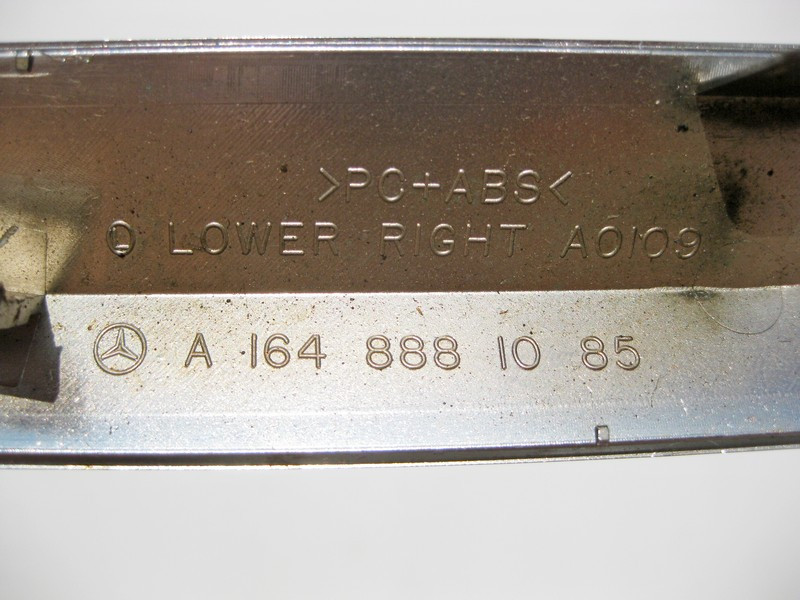 >PC+ABS<
L LOWER RIGHT A0109
A 164 888 10 85